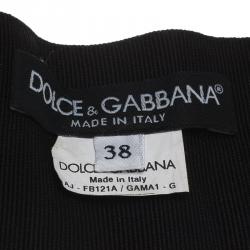 DOLCE & GABBANA®
MADE IN ITALY
38
DOLCE GABBANA
Made in Italy
AJ - FB121A / GAMA1 - G